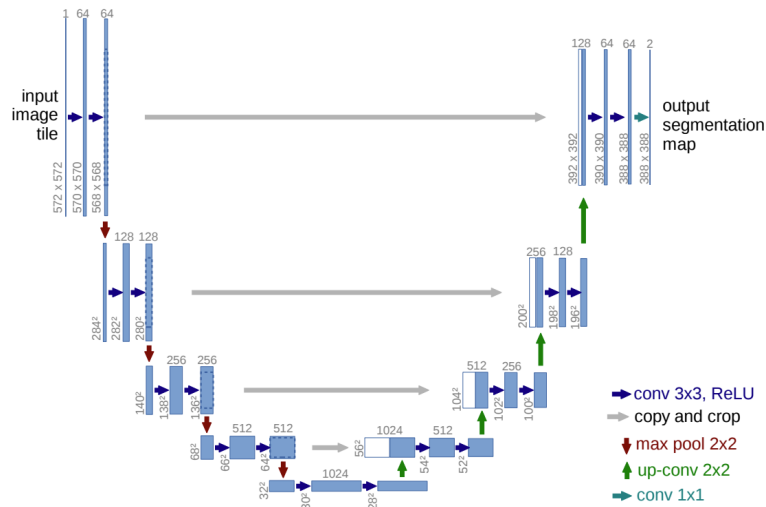 1 64 64
128 64 64 2
input
image
tile
output
segmentation
map
572 x 572
570 x 570
568 x 568
392 x 392
390 x 390
388 x 388
388 x 388
128 128
256 128
284²
282²
280²
200²
198²
196²
256 256
512 256
140²
138²
136²
104²
102²
100²
512 512
1024 512
68²
66²
64²
56²
54²
52²
1024
32²
30²
28²
conv 3x3, ReLU
copy and crop
max pool 2x2
up-conv 2x2
conv 1x1